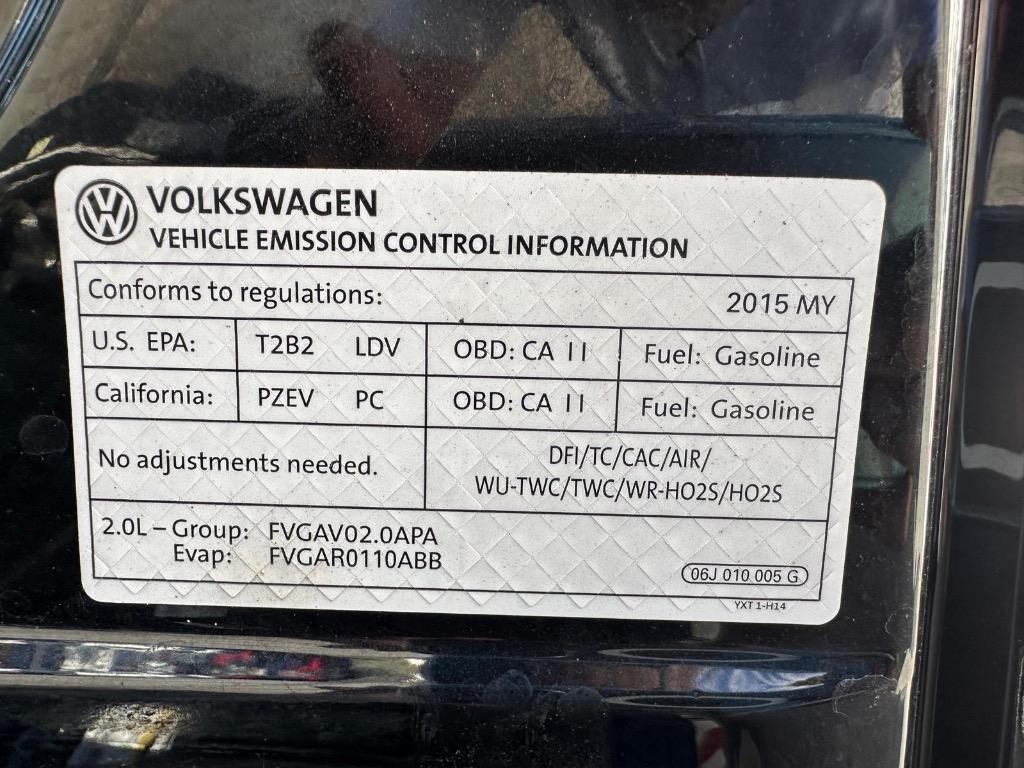 VOLKSWAGEN
VEHICLE EMISSION CONTROL INFORMATION
Conforms to regulations: 2015 MY
U.S. EPA: T2B2 LDV OBD: CA II Fuel: Gasoline
California: PZEV PC OBD: CA II Fuel: Gasoline
No adjustments needed.
DFI/TC/CAC/AIR/
WU-TWC/TWC/WR-HO2S/HO2S
2.0L – Group: FVGAV02.0APA
Evap: FVGAR0110ABB
06J 010 005 G
YXT 1-H14